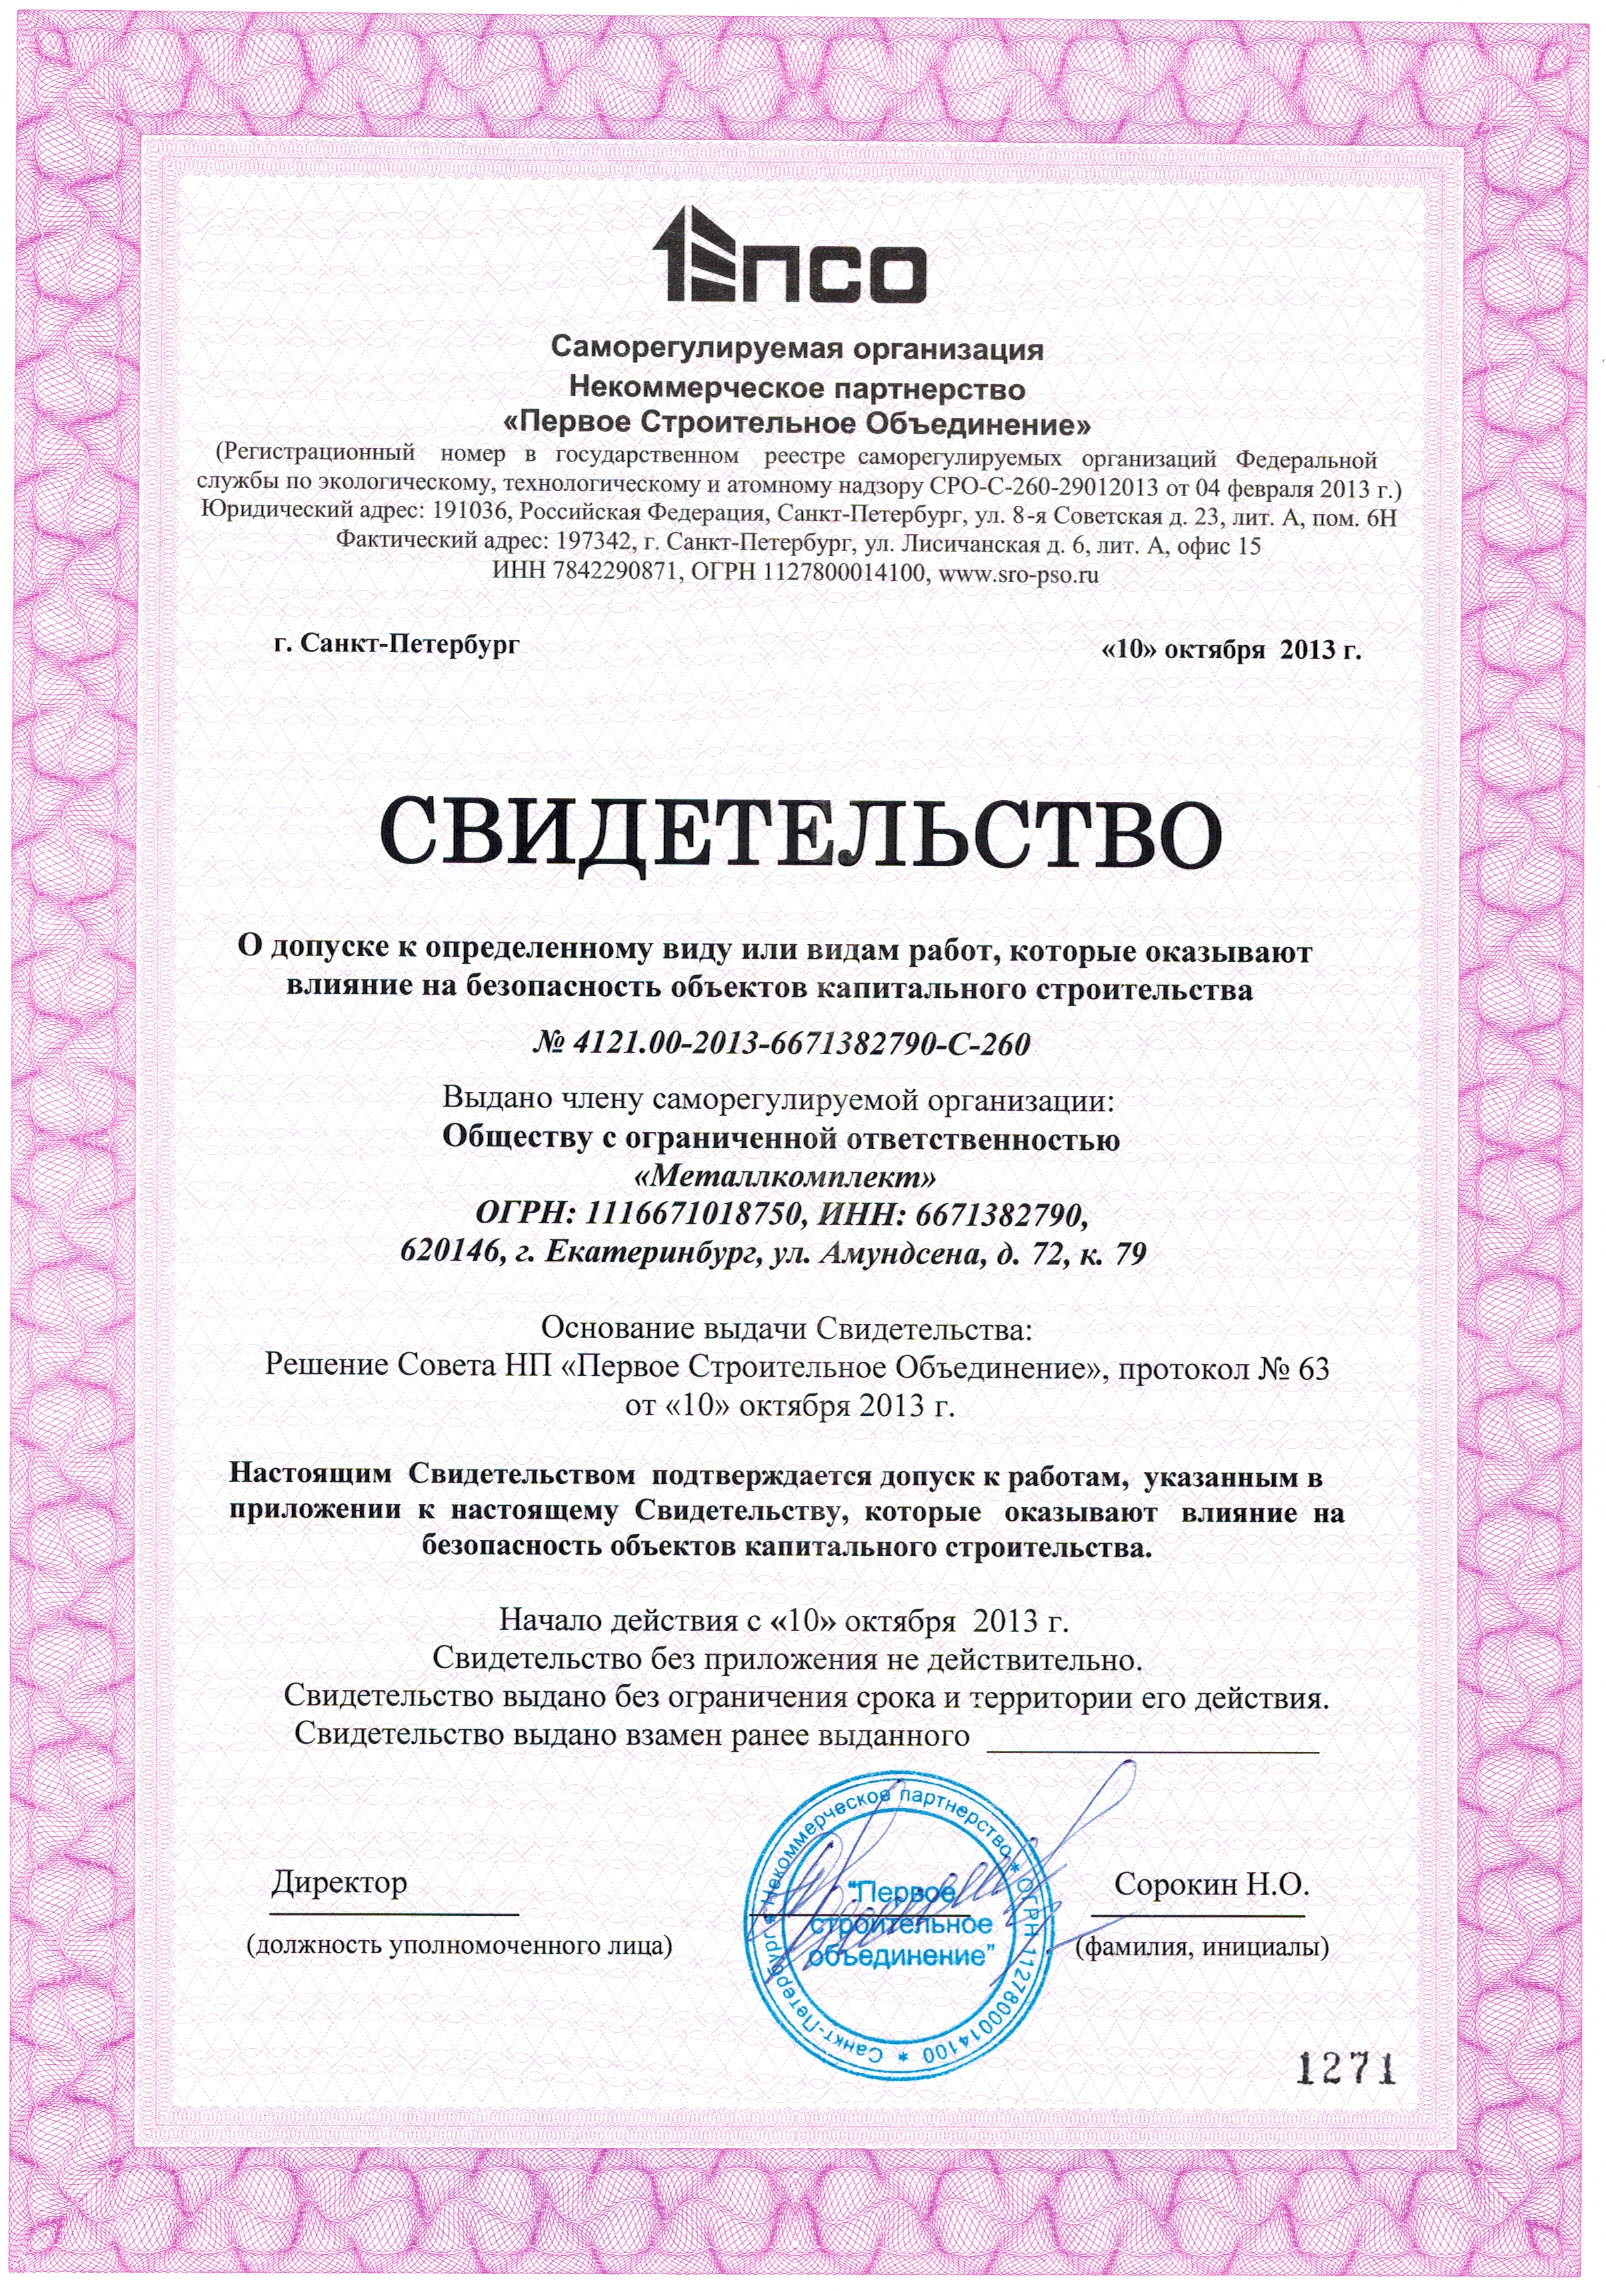 ПСО
Саморегулируемая организация
Некоммерческое партнерство
«Первое Строительное Объединение»
(Регистрационный номер в государственном реестре саморегулируемых организаций Федеральной
службы по экологическому, технологическому и атомному надзору СРО-С-260-29012013 от 04 февраля 2013 г.)
Юридический адрес: 191036, Российская Федерация, Санкт-Петербург, ул. 8-я Советская д. 23, лит. А, пом. 6Н
Фактический адрес: 197342, г. Санкт-Петербург, ул. Лисичанская д. 6, лит. А, офис 15
ИНН 7842290871, ОГРН 1127800014100, www.sro-pso.ru
г. Санкт-Петербург «10» октября 2013 г.
СВИДЕТЕЛЬСТВО
О допуске к определенному виду или видам работ, которые оказывают
влияние на безопасность объектов капитального строительства
№ 4121.00-2013-6671382790-С-260
Выдано члену саморегулируемой организации:
Обществу с ограниченной ответственностью
«Металлкомплект»
ОГРН: 1116671018750, ИНН: 6671382790,
620146, г. Екатеринбург, ул. Амундсена, д. 72, к. 79
Основание выдачи Свидетельства:
Решение Совета НП «Первое Строительное Объединение», протокол № 63
от «10» октября 2013 г.
Настоящим Свидетельством подтверждается допуск к работам, указанным в
приложении к настоящему Свидетельству, которые оказывают влияние на
безопасность объектов капитального строительства.
Начало действия с «10» октября 2013 г.
Свидетельство без приложения не действительно.
Свидетельство выдано без ограничения срока и территории его действия.
Свидетельство выдано взамен ранее выданного
Некоммерческое партнерство * ОГРН 1127800014100 * Санкт-Петербург *
"Первое
строительное
объединение"
Директор Сорокин Н.О.
(должность уполномоченного лица) (фамилия, инициалы)
1271